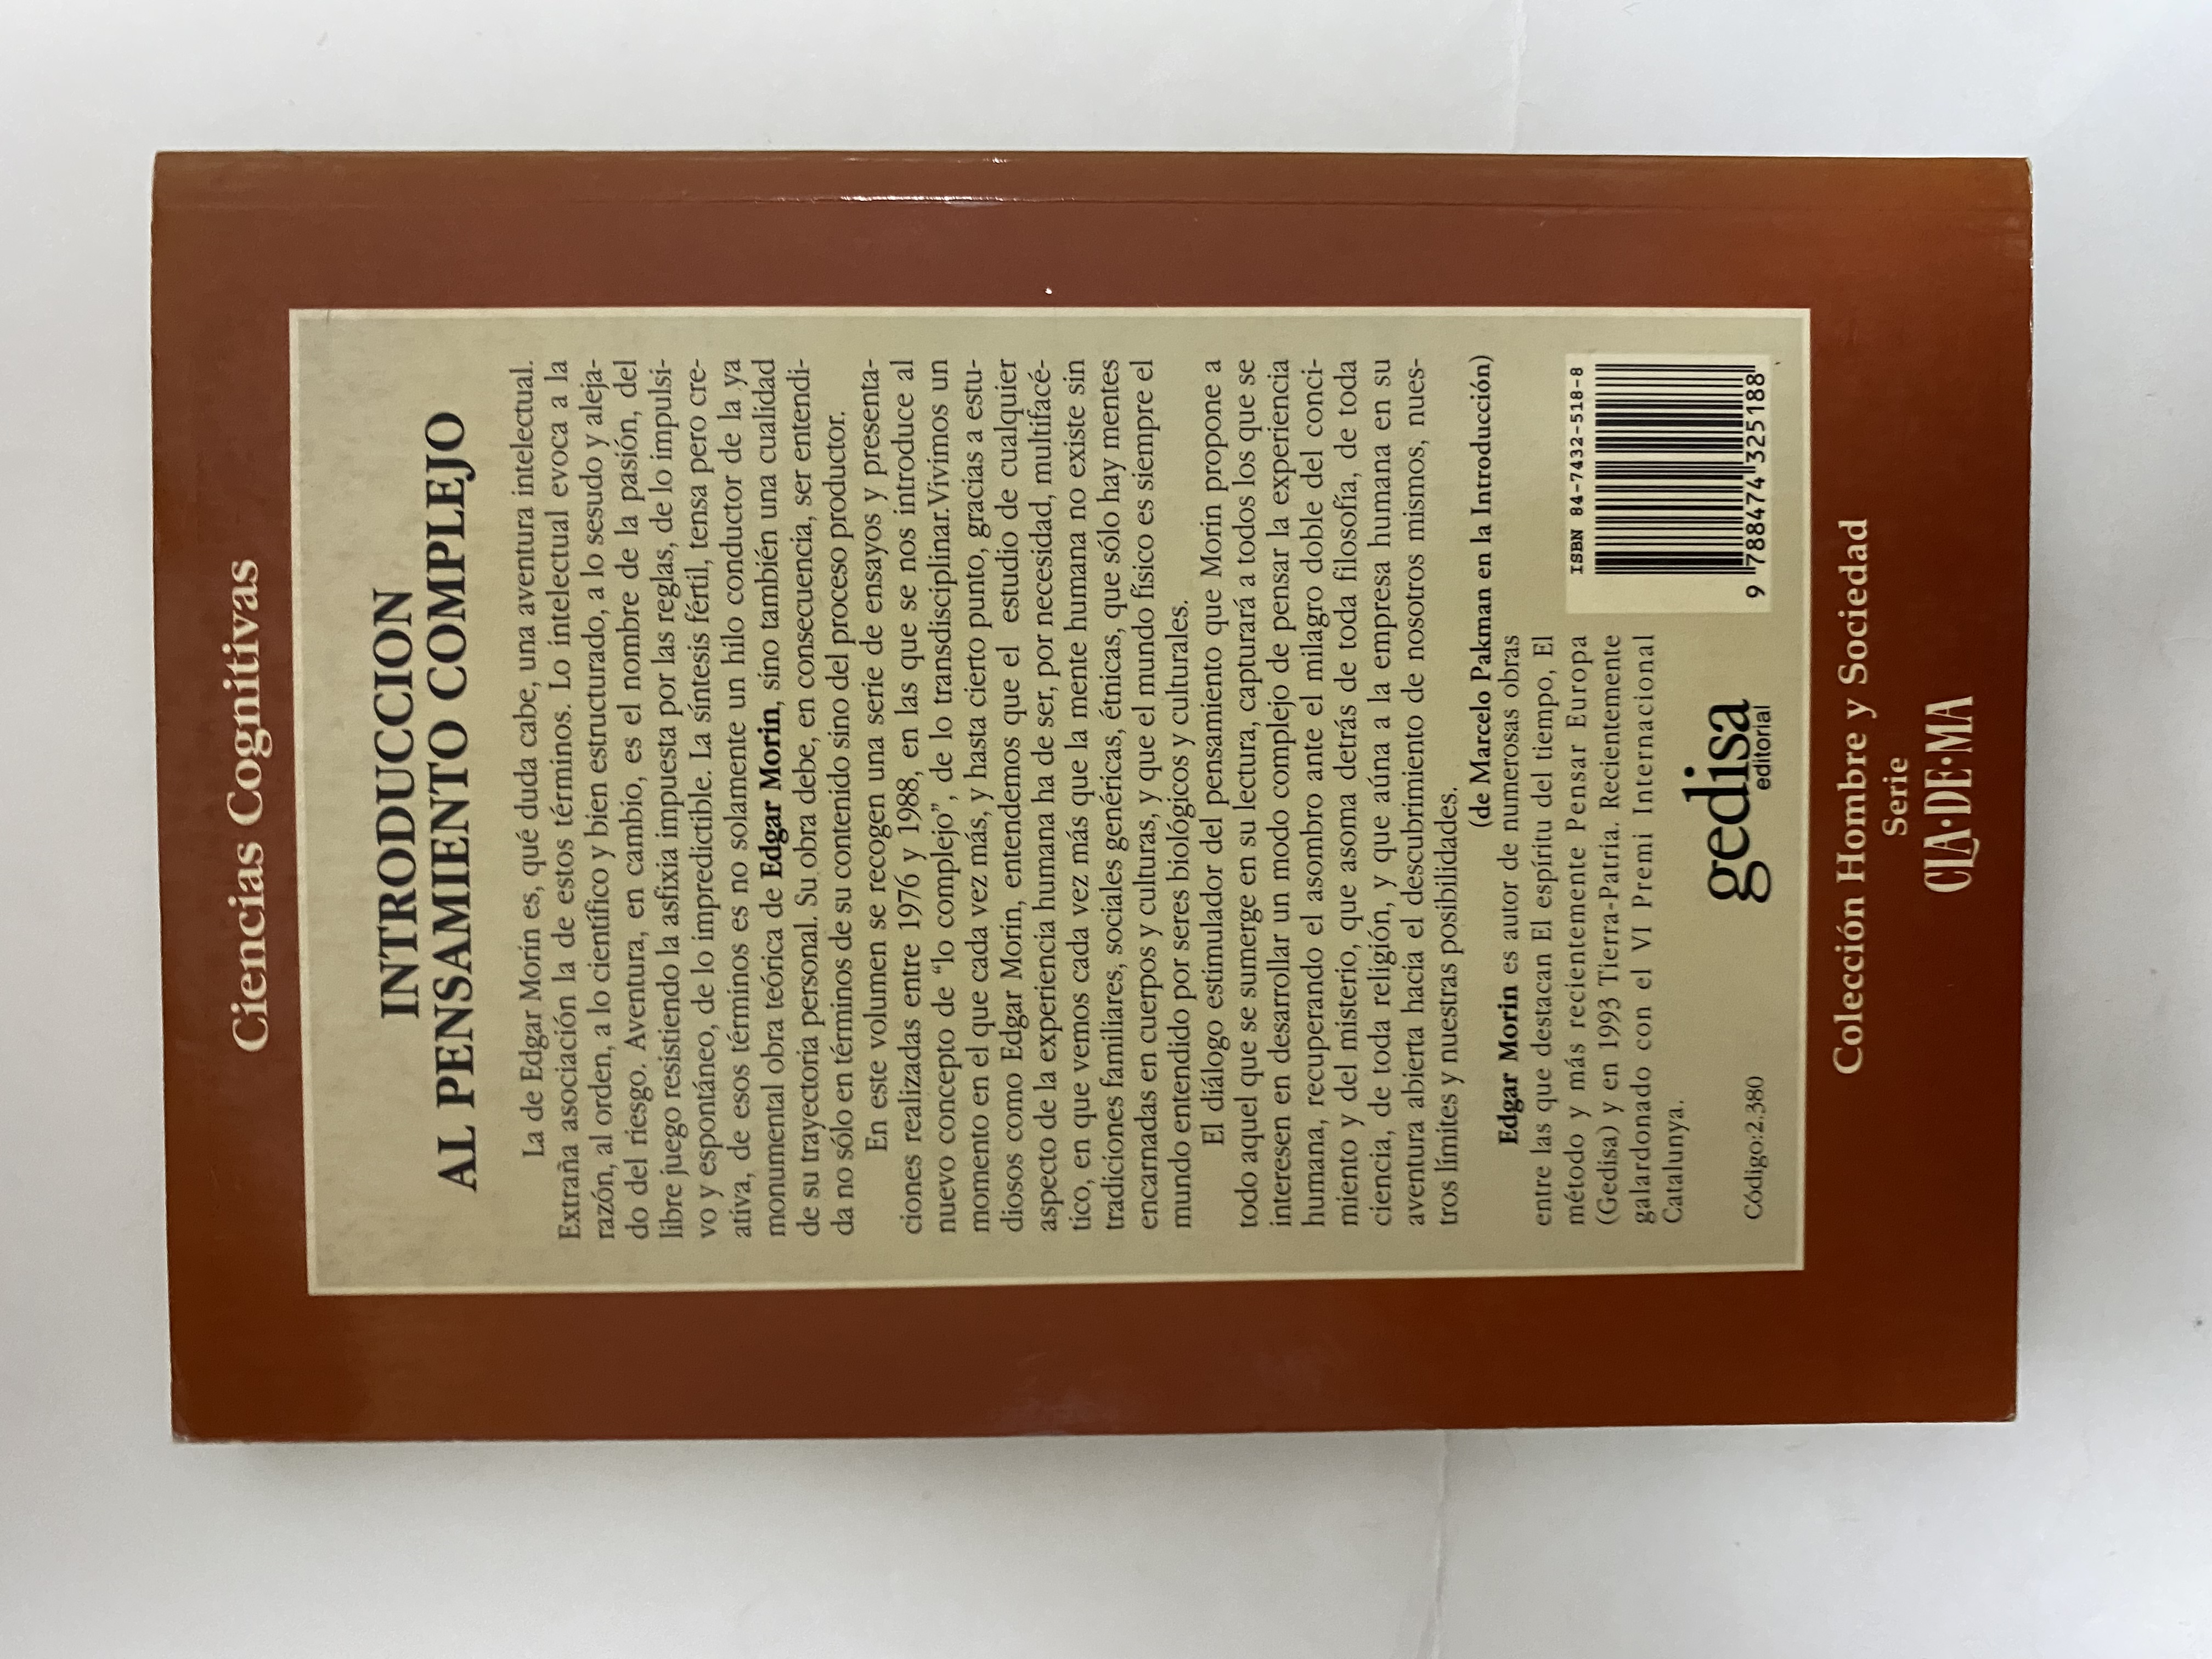 Ciencias Cognitivas
INTRODUCCION
AL PENSAMIENTO COMPLEJO
La de Edgar Morin es, qué duda cabe, una aventura intelectual.
Extraña asociación la de estos términos. Lo intelectual evoca a la
razón, al orden, a lo científico y bien estructurado, a lo sesudo y aleja-
do del riesgo. Aventura, en cambio, es el nombre de la pasión, del
libre juego resistiendo la asfixia impuesta por las reglas, de lo impulsi-
vo y espontáneo, de lo impredictible. La síntesis fértil, tensa pero cre-
ativa, de esos términos es no solamente un hilo conductor de la ya
monumental obra teórica de Edgar Morin, sino también una cualidad
de su trayectoria personal. Su obra debe, en consecuencia, ser entendi-
da no sólo en términos de su contenido sino del proceso productor.
En este volumen se recogen una serie de ensayos y presenta-
ciones realizadas entre 1976 y 1988, en las que se nos introduce al
nuevo concepto de “lo complejo”, de lo transdisciplinar.Vivimos un
momento en el que cada vez más, y hasta cierto punto, gracias a estu-
diosos como Edgar Morin, entendemos que el estudio de cualquier
aspecto de la experiencia humana ha de ser, por necesidad, multifacé-
tico, en que vemos cada vez más que la mente humana no existe sin
tradiciones familiares, sociales genéricas, étnicas, que sólo hay mentes
encarnadas en cuerpos y culturas, y que el mundo físico es siempre el
mundo entendido por seres biológicos y culturales.
El diálogo estimulador del pensamiento que Morin propone a
todo aquel que se sumerge en su lectura, capturará a todos los que se
interesen en desarrollar un modo complejo de pensar la experiencia
humana, recuperando el asombro ante el milagro doble del conci-
miento y del misterio, que asoma detrás de toda filosofía, de toda
ciencia, de toda religión, y que aúna a la empresa humana en su
aventura abierta hacia el descubrimiento de nosotros mismos, nues-
tros límites y nuestras posibilidades.
(de Marcelo Pakman en la Introducción)
Edgar Morin es autor de numerosas obras
entre las que destacan El espíritu del tiempo, El
método y más recientemente Pensar Europa
(Gedisa) y en 1993 Tierra-Patria. Recientemente
galardonado con el VI Premi Internacional
Catalunya.
ISBN 84-7432-518-8
9 788474 325188
Código:2.380
gedisa
editorial
Colección Hombre y Sociedad
Serie
CLA·DE·MA